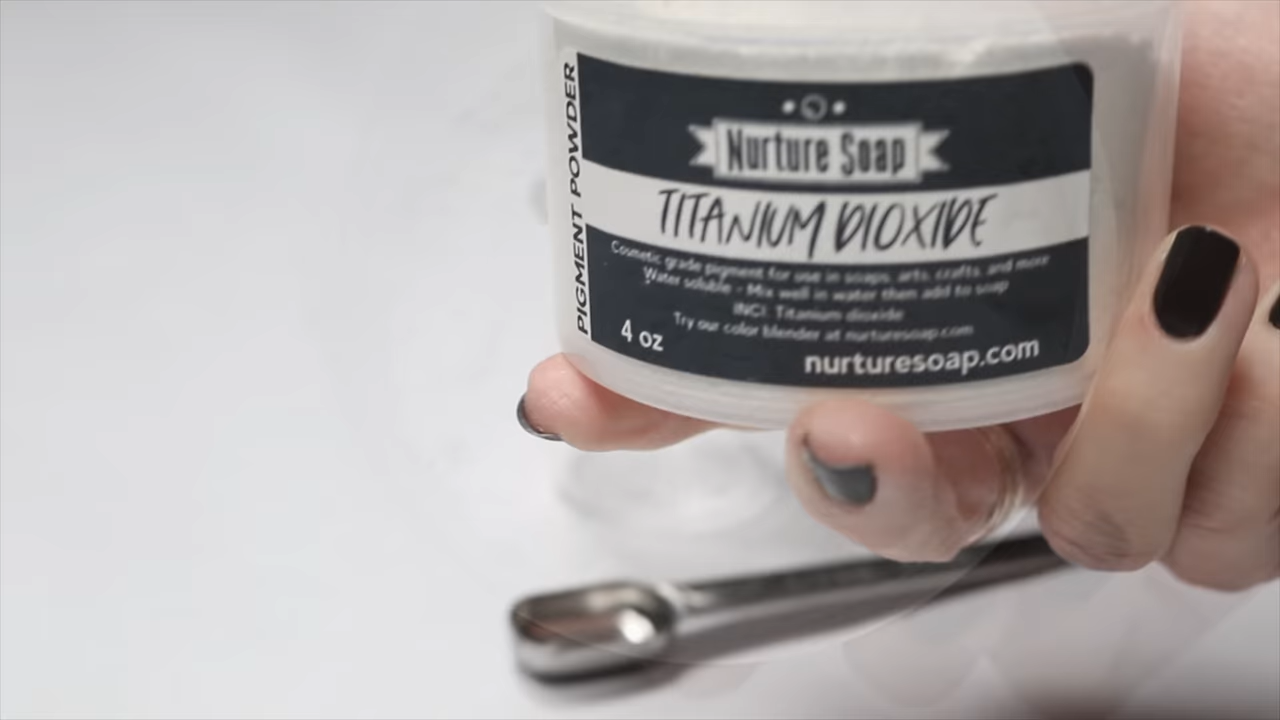 PIGMENT POWDER
Nurture Soap
TITANIUM DIOXIDE
Cosmetic grade pigment for use in soaps, arts, crafts, and more
Water soluble - Mix well in water then add to soap
INCI: Titanium dioxide
Try our color blender at nurturesoap.com
4 oz
nurturesoap.com